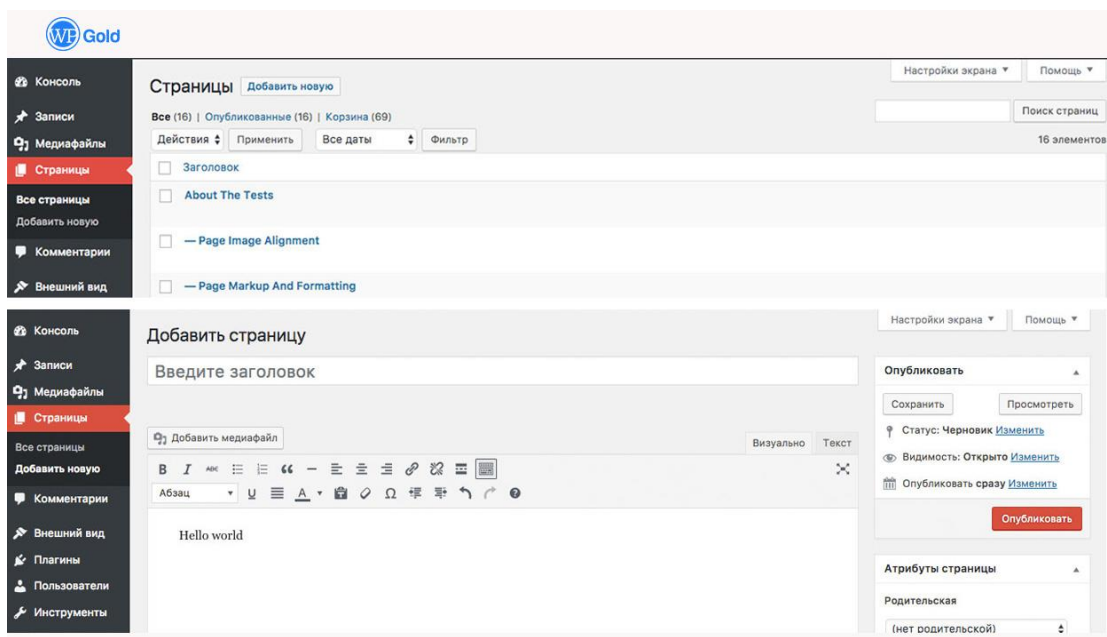 WP Gold
Консоль
Записи
Медиафайлы
Страницы
Все страницы
Добавить новую
Комментарии
Внешний вид
Настройки экрана ▼ Помощь ▼
Страницы Добавить новую
Все (16) | Опубликованные (16) | Корзина (69)
Поиск страниц
Действия Применить Все даты Фильтр
16 элементов
Заголовок
About The Tests
— Page Image Alignment
— Page Markup And Formatting
Консоль
Записи
Медиафайлы
Страницы
Все страницы
Добавить новую
Комментарии
Внешний вид
Плагины
Пользователи
Инструменты
Настройки экрана ▼ Помощь ▼
Добавить страницу
Введите заголовок
Добавить медиафайл
Визуально Текст
B I ABC
Абзац U A Ω
Hello world
Опубликовать
Сохранить Просмотреть
Статус: Черновик Изменить
Видимость: Открыто Изменить
Опубликовать сразу Изменить
Опубликовать
Атрибуты страницы
Родительская
(нет родительской)